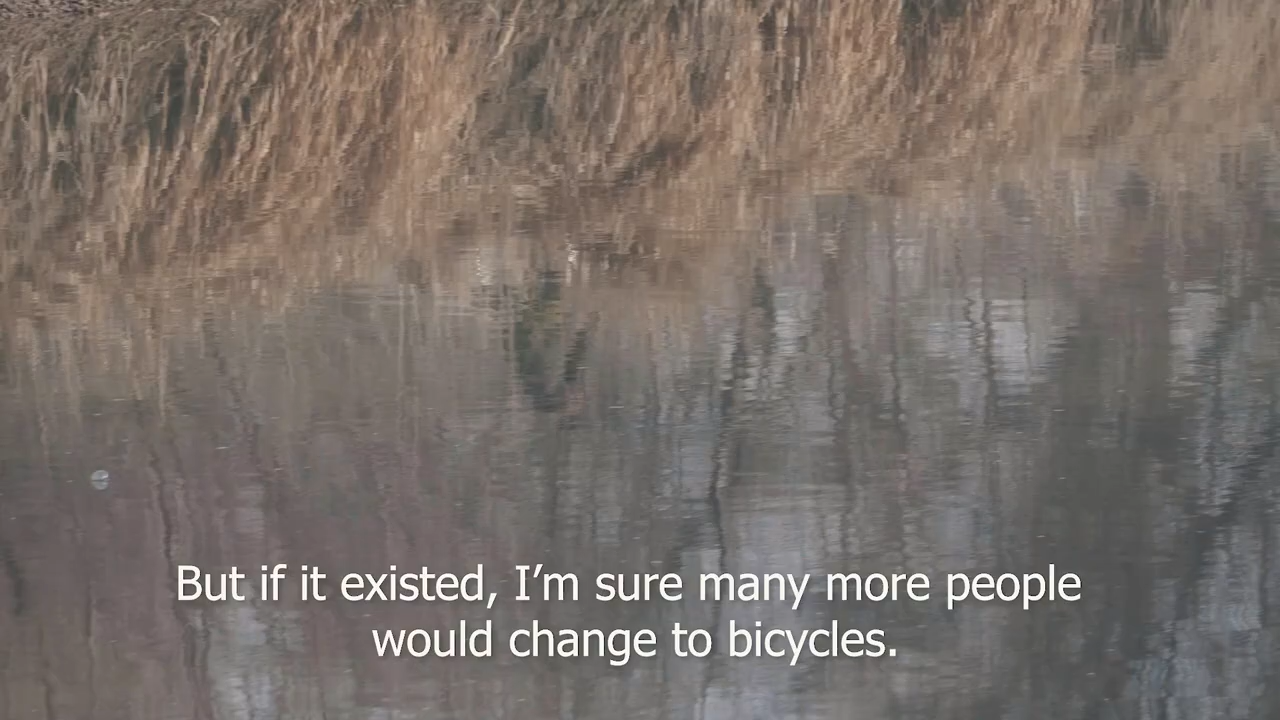 But if it existed, I’m sure many more people
would change to bicycles.